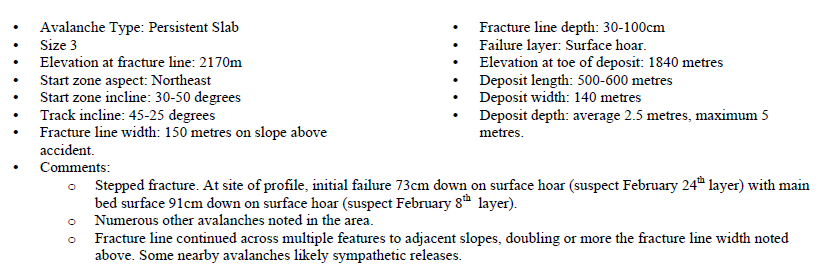 • Avalanche Type: Persistent Slab
• Size 3
• Elevation at fracture line: 2170m
• Start zone aspect: Northeast
• Start zone incline: 30-50 degrees
• Track incline: 45-25 degrees
• Fracture line width: 150 metres on slope above
accident.
• Fracture line depth: 30-100cm
• Failure layer: Surface hoar.
• Elevation at toe of deposit: 1840 metres
• Deposit length: 500-600 metres
• Deposit width: 140 metres
• Deposit depth: average 2.5 metres, maximum 5
metres.
• Comments:
o Stepped fracture. At site of profile, initial failure 73cm down on surface hoar (suspect February 24th layer) with main
bed surface 91cm down on surface hoar (suspect February 8th layer).
o Numerous other avalanches noted in the area.
o Fracture line continued across multiple features to adjacent slopes, doubling or more the fracture line width noted
above. Some nearby avalanches likely sympathetic releases.